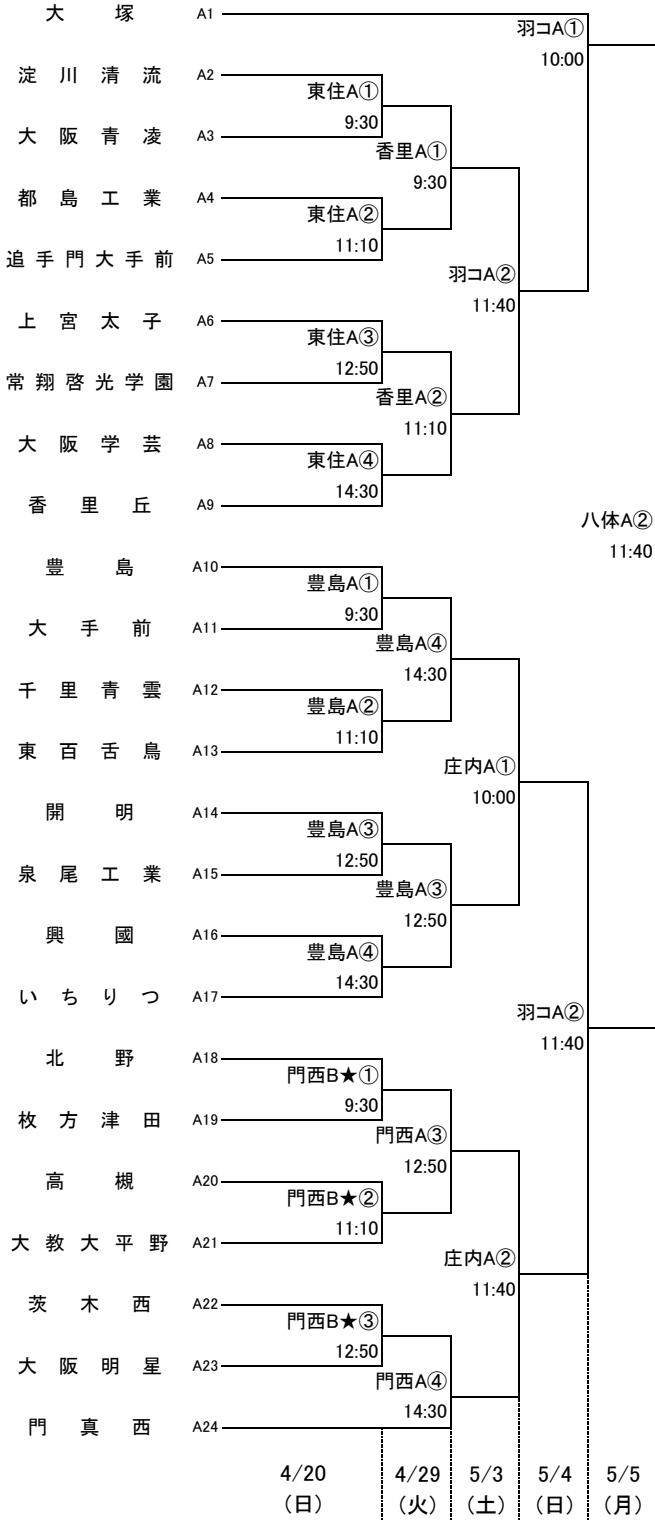 大塚 A1
羽コA①
10:00
淀川清流 A2
東住A①
9:30
大阪青凌 A3
香里A①
9:30
都島工業 A4
東住A②
11:10
追手門大手前 A5
羽コA②
11:40
上宮太子 A6
東住A③
12:50
常翔啓光学園 A7
香里A②
11:10
大阪学芸 A8
東住A④
14:30
香里丘 A9
八体A②
11:40
豊島 A10
豊島A①
9:30
大手前 A11
豊島A④
14:30
千里青雲 A12
豊島A②
11:10
東百舌鳥 A13
庄内A①
10:00
開明 A14
豊島A③
12:50
泉尾工業 A15
豊島A③
12:50
興國 A16
豊島A④
14:30
いちりつ A17
羽コA②
11:40
北野 A18
門西B★①
9:30
枚方津田 A19
門西A③
12:50
高槻 A20
門西B★②
11:10
大教大平野 A21
庄内A②
11:40
茨木西 A22
門西B★③
12:50
大阪明星 A23
門西A④
14:30
門真西 A24
4/20 4/29 5/3 5/4 5/5
（日） （火） （土） （日） （月）